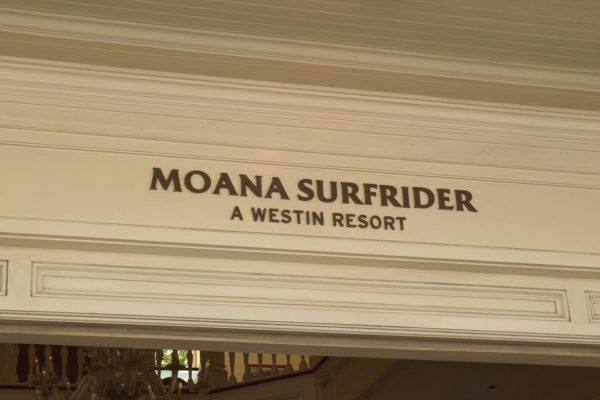 MOANA SURFRIDER
A WESTIN RESORT